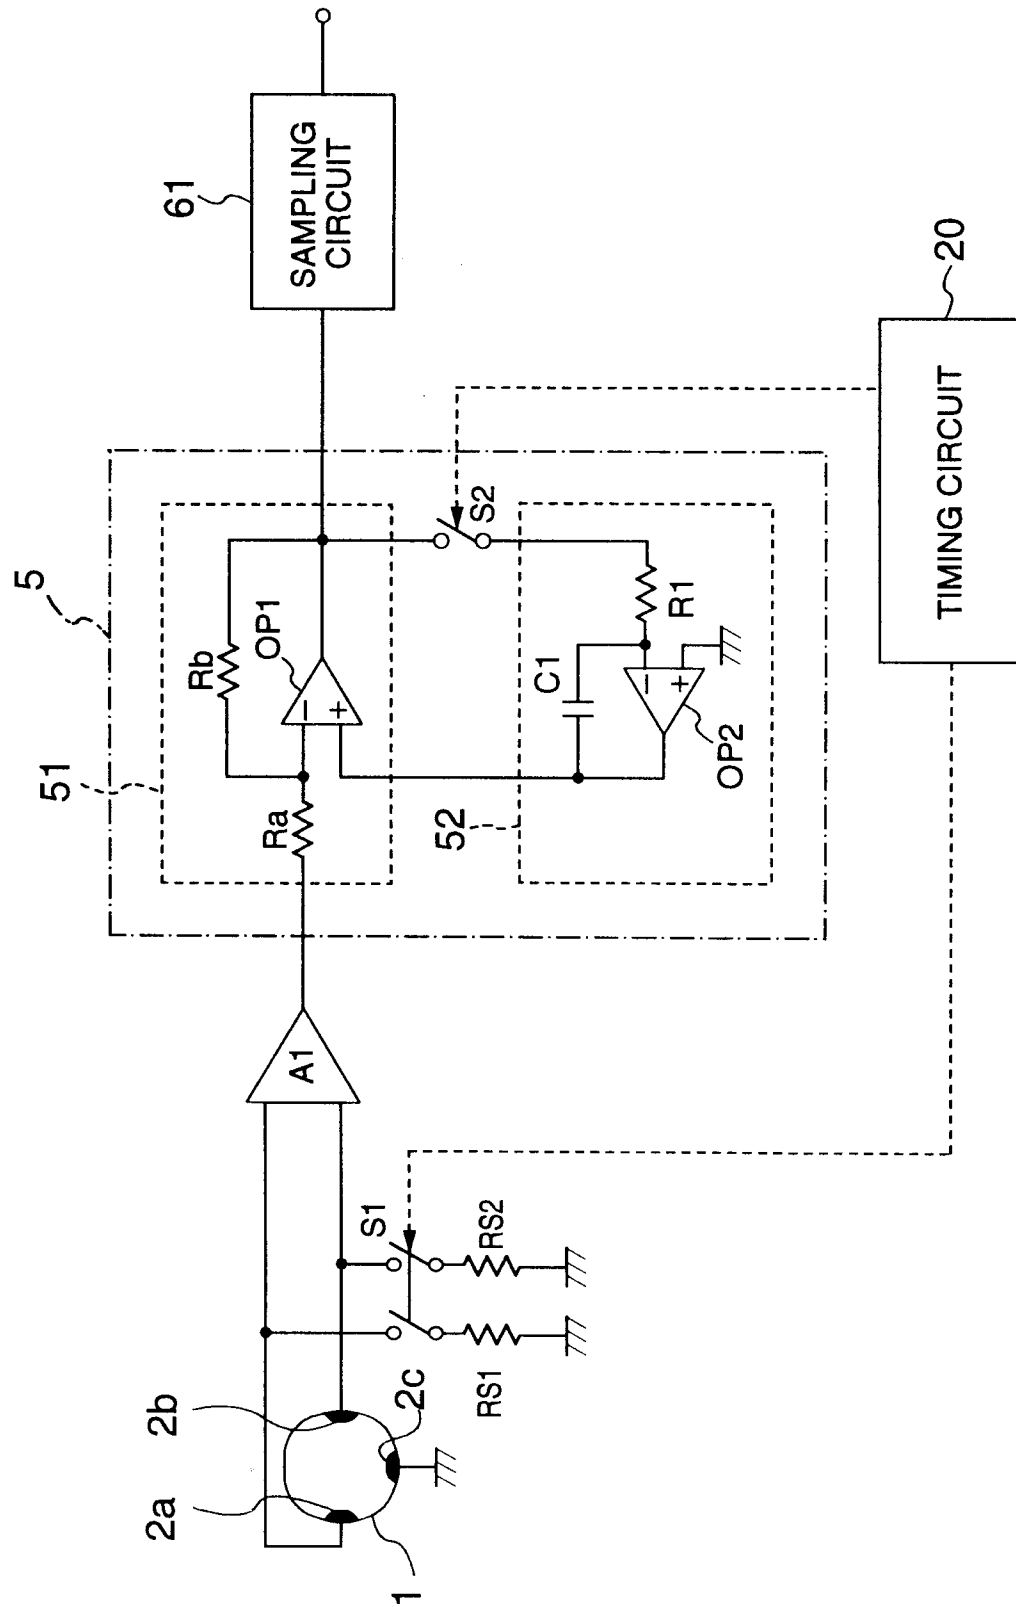 61
SAMPLING
CIRCUIT
5
51
Rb
OP1
−
+
Ra
S2
52
R1
C1
−
+
OP2
20
TIMING CIRCUIT
A1
S1
RS2
RS1
2b
2c
2a
1